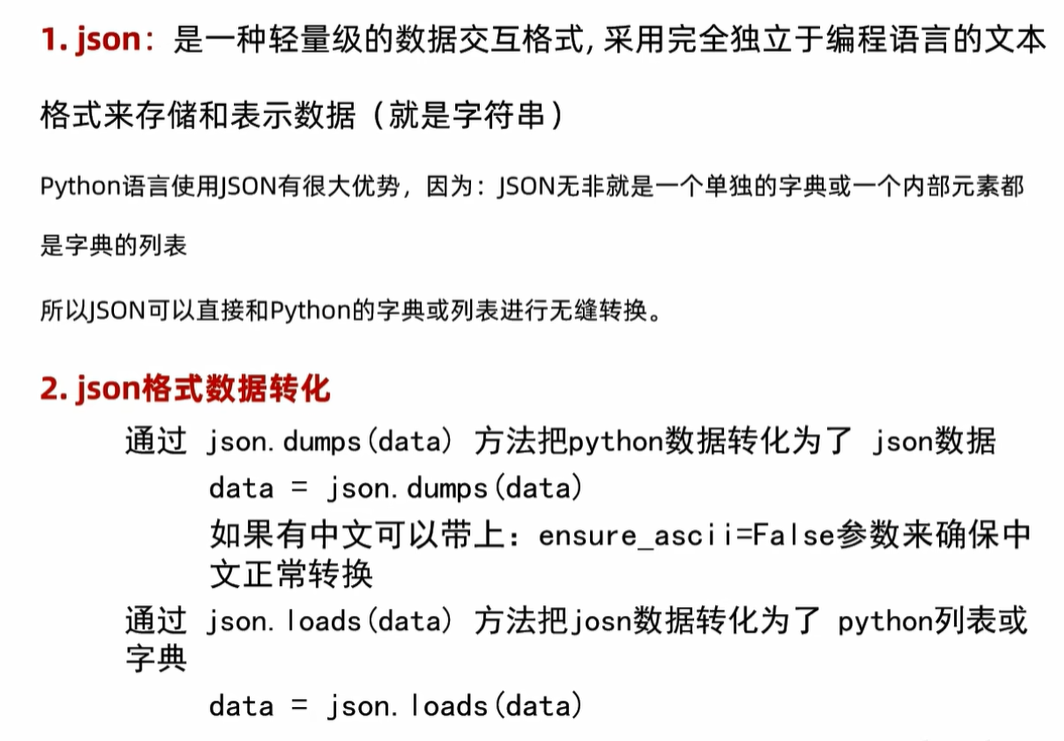 1. json：是一种轻量级的数据交互格式, 采用完全独立于编程语言的文本
格式来存储和表示数据（就是字符串）
Python语言使用JSON有很大优势，因为：JSON无非就是一个单独的字典或一个内部元素都
是字典的列表
所以JSON可以直接和Python的字典或列表进行无缝转换。
2. json格式数据转化
通过 json.dumps(data) 方法把python数据转化为了 json数据
data = json.dumps(data)
如果有中文可以带上：ensure_ascii=False参数来确保中
文正常转换
通过 json.loads(data) 方法把josn数据转化为了 python列表或
字典
data = json.loads(data)